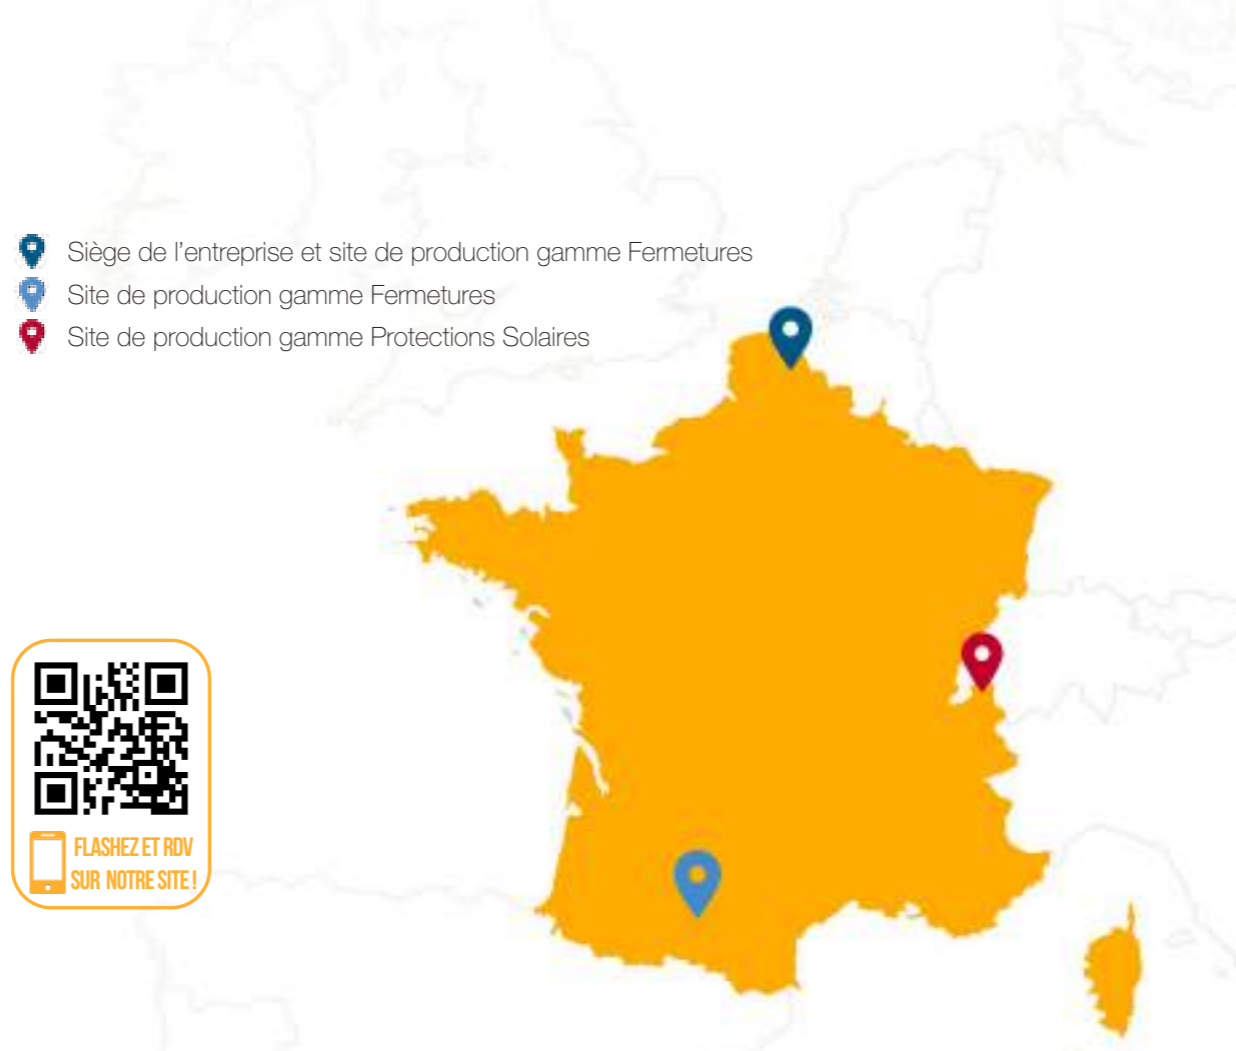 Siège de l'entreprise et site de production gamme Fermetures
Site de production gamme Fermetures
Site de production gamme Protections Solaires
FLASHEZ ET RDV
SUR NOTRE SITE !